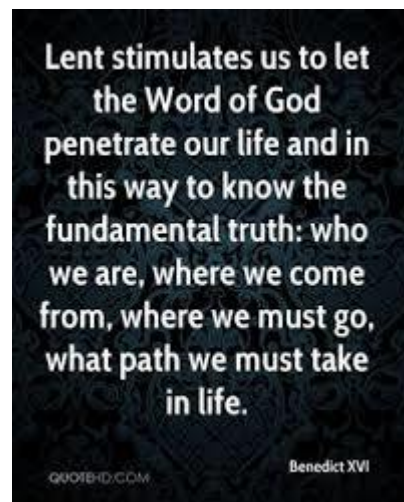 Lent stimulates us to let
the Word of God
penetrate our life and in
this way to know the
fundamental truth: who
we are, where we come
from, where we must go,
what path we must take
in life.
Benedict XVI
QUOTEHD.COM